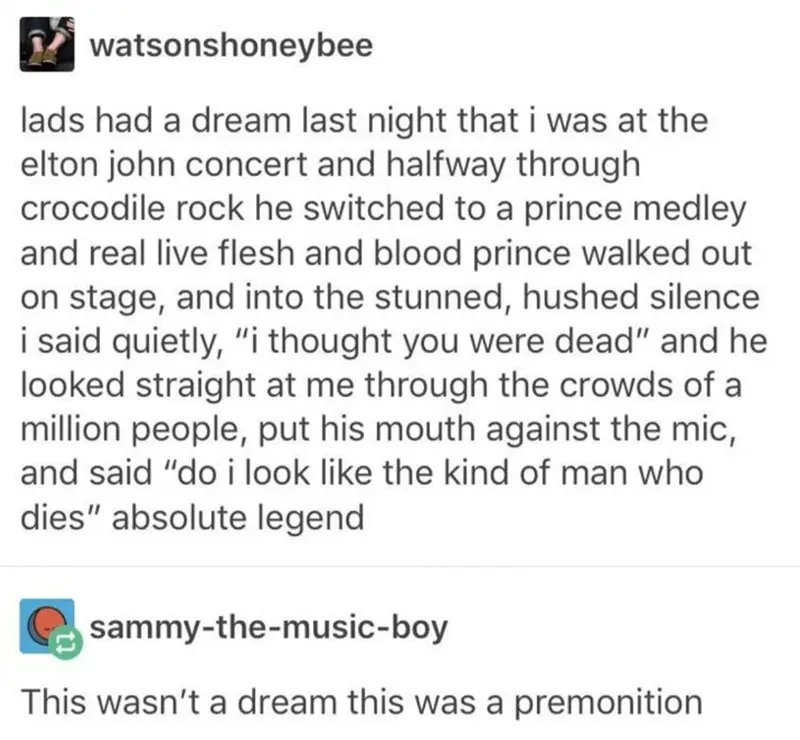 watsonshoneybee
lads had a dream last night that i was at the
elton john concert and halfway through
crocodile rock he switched to a prince medley
and real live flesh and blood prince walked out
on stage, and into the stunned, hushed silence
i said quietly, "i thought you were dead" and he
looked straight at me through the crowds of a
million people, put his mouth against the mic,
and said "do i look like the kind of man who
dies" absolute legend
sammy-the-music-boy
This wasn't a dream this was a premonition